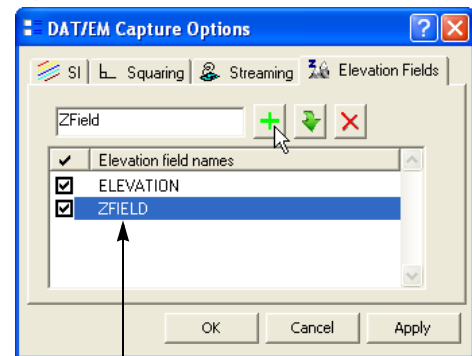 DAT/EM Capture Options
SI Squaring Streaming Elevation Fields
ZField
Elevation field names
ELEVATION
ZFIELD
OK Cancel Apply